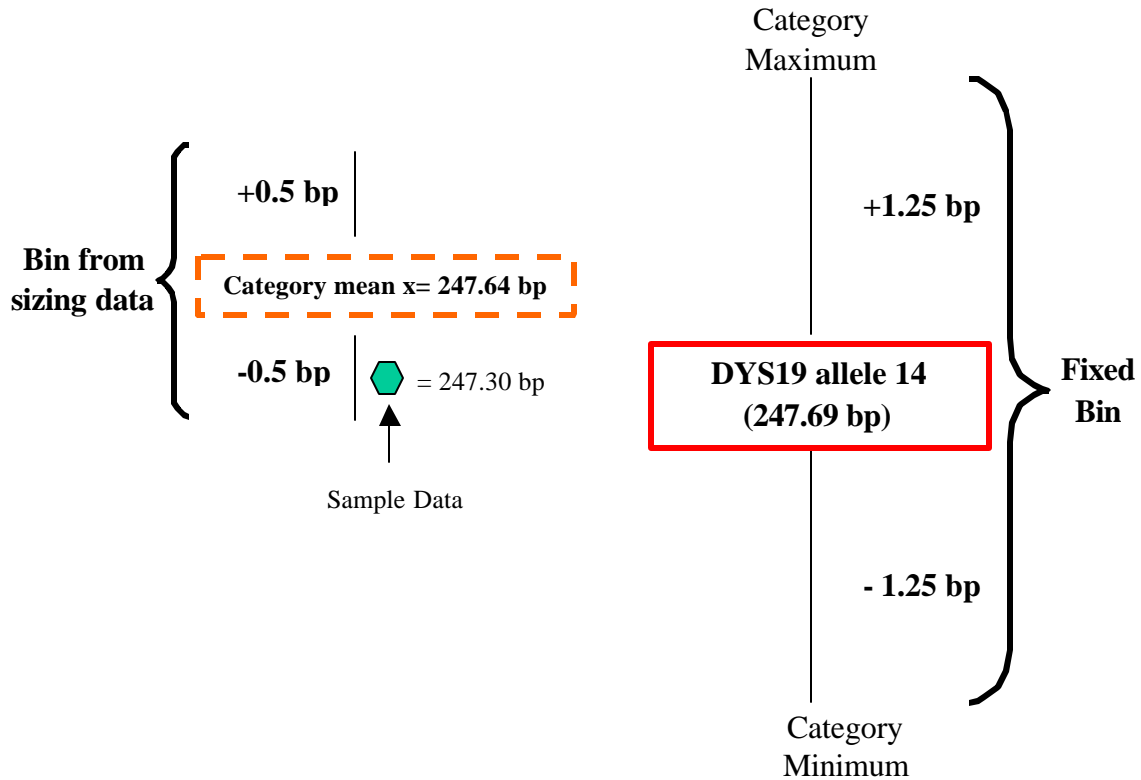 +0.5 bp
Bin from
sizing data
Category mean x= 247.64 bp
-0.5 bp
= 247.30 bp
Sample Data
Category
Maximum
+1.25 bp
DYS19 allele 14
(247.69 bp)
Fixed
Bin
- 1.25 bp
Category
Minimum